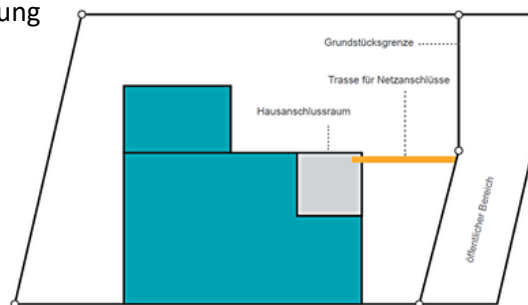 ung
Grundstücksgrenze
Trasse für Netzanschlüsse
Hausanschlussraum
öffentlicher Bereich